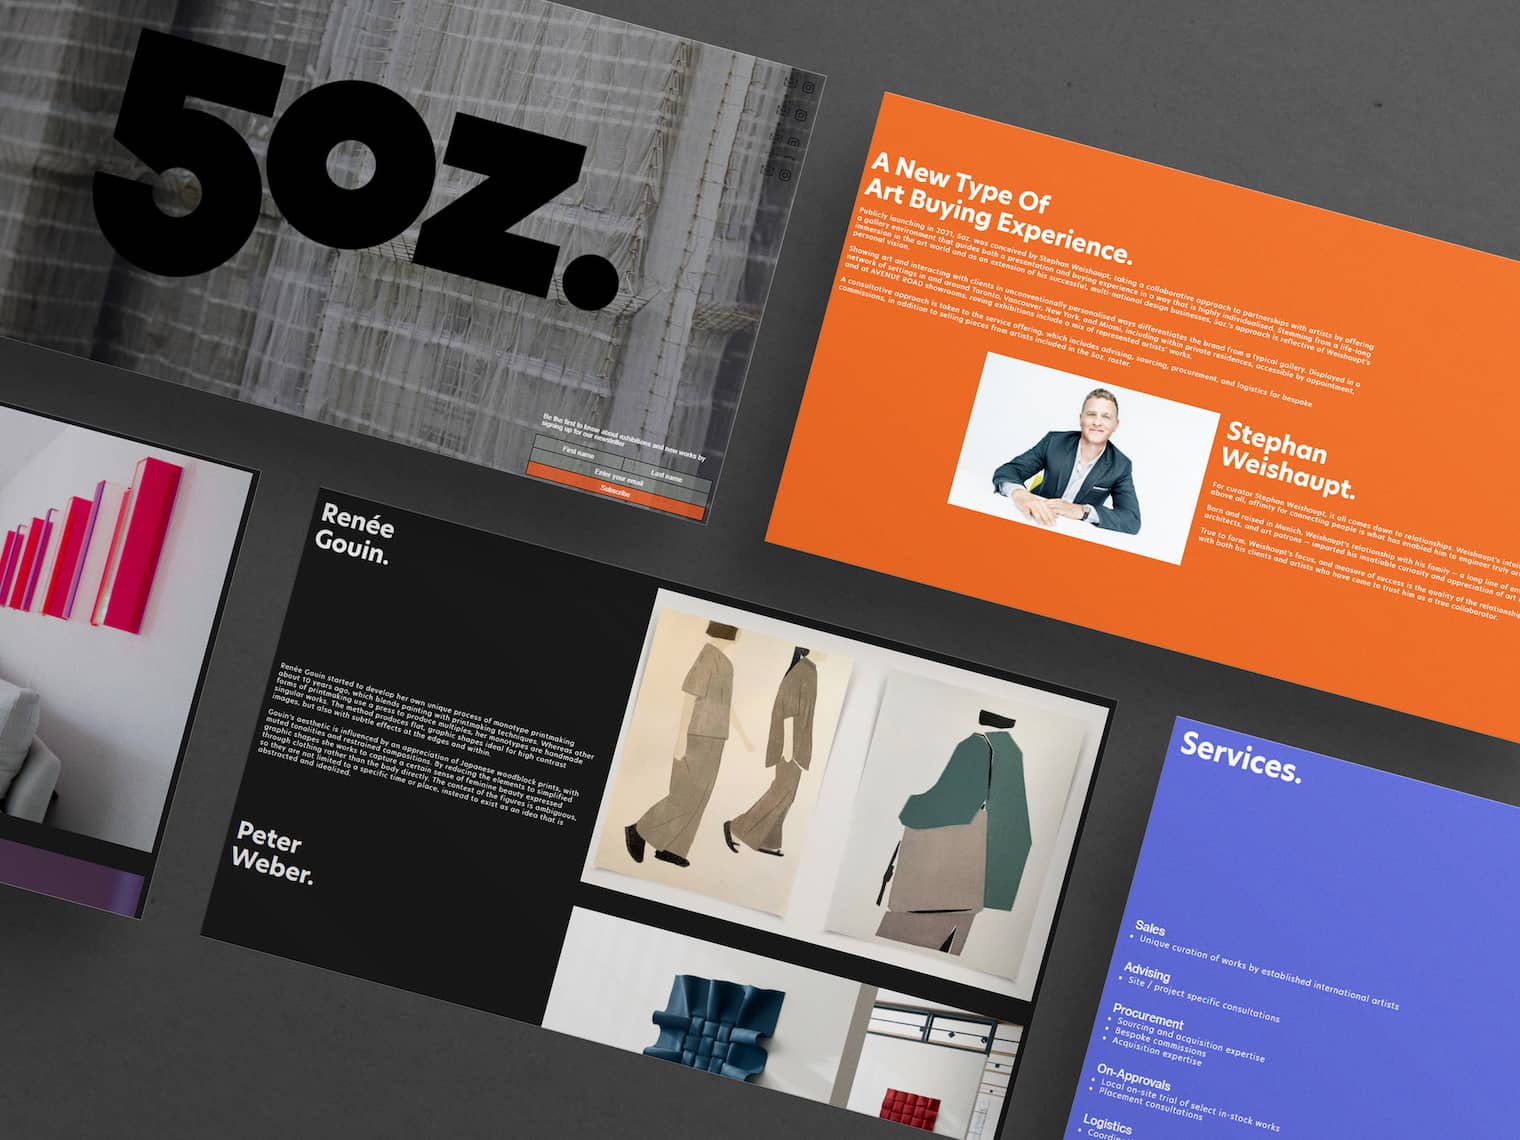 5oz.
Be the first to know about exhibitions and new works by
signing up for our newsletter
First name
Last name
Enter your email
Subscribe
A New Type Of
Art Buying Experience.
Publicly launching in 2021, 5oz. was conceived by Stephan Weishaupt, taking a collaborative approach to partnerships with artists by offering
a gallery environment that guides both a presentation and buying experience in a way that is highly individualised. Stemming from a life-long
immersion in the art world and as an extension of his successful, multi-national design businesses, 5oz.'s approach is reflective of Weishaupt's
personal vision.
Showing art and interacting with clients in unconventionally personalised ways differentiates the brand from a typical gallery. Displayed in a
network of settings in and around Toronto, Vancouver, New York, and Miami, including within private residences, accessible by appointment,
and at AVENUE ROAD showrooms, roving exhibitions include a mix of represented artists' works.
A consultative approach is taken to the service offering, which includes advising, sourcing, procurement, and logistics for bespoke
commissions, in addition to selling pieces from artists included in the 5oz. roster.
Stephan
Weishaupt.
For curator Stephan Weishaupt, it all comes down to relationships. Weishaupt's
above all, affinity for connecting people is what has enabled him to engineer truly
Born and raised in Munich, Weishaupt's relationship with his family – a long line of
architects, and art patrons – imparted his insatiable curiosity and appreciation of art
True to form, Weishaupt's focus, and measure of success is the quality of the
with both his clients and artists who have come to trust him as a true collaborator.
Renée
Gouin.
Renée Gouin started to develop her own unique process of monotype printmaking
about 10 years ago, which blends painting with printmaking techniques. Whereas other
forms of printmaking use a press to produce multiples, her monotypes are handmade
singular works. The method produces flat, graphic shapes ideal for high contrast
images, but also with subtle effects at the edges and within.
Gouin's aesthetic is influenced by an appreciation of Japanese woodblock prints, with
muted tonalities and restrained compositions. By reducing the elements to simplified
graphic shapes she works to capture a certain sense of feminine beauty expressed
through clothing rather than the body directly. The context of the figures is ambiguous,
so they are not limited to a specific time or place, instead to exist as an idea that is
abstracted and idealized.
Peter
Weber.
Services.
Sales
• Unique curation of works by established international artists
Advising
• Site / project specific consultations
Procurement
• Sourcing and acquisition expertise
• Bespoke commissions
• Acquisition expertise
On-Approvals
• Local on-site trial of select in-stock works
• Placement consultations
Logistics